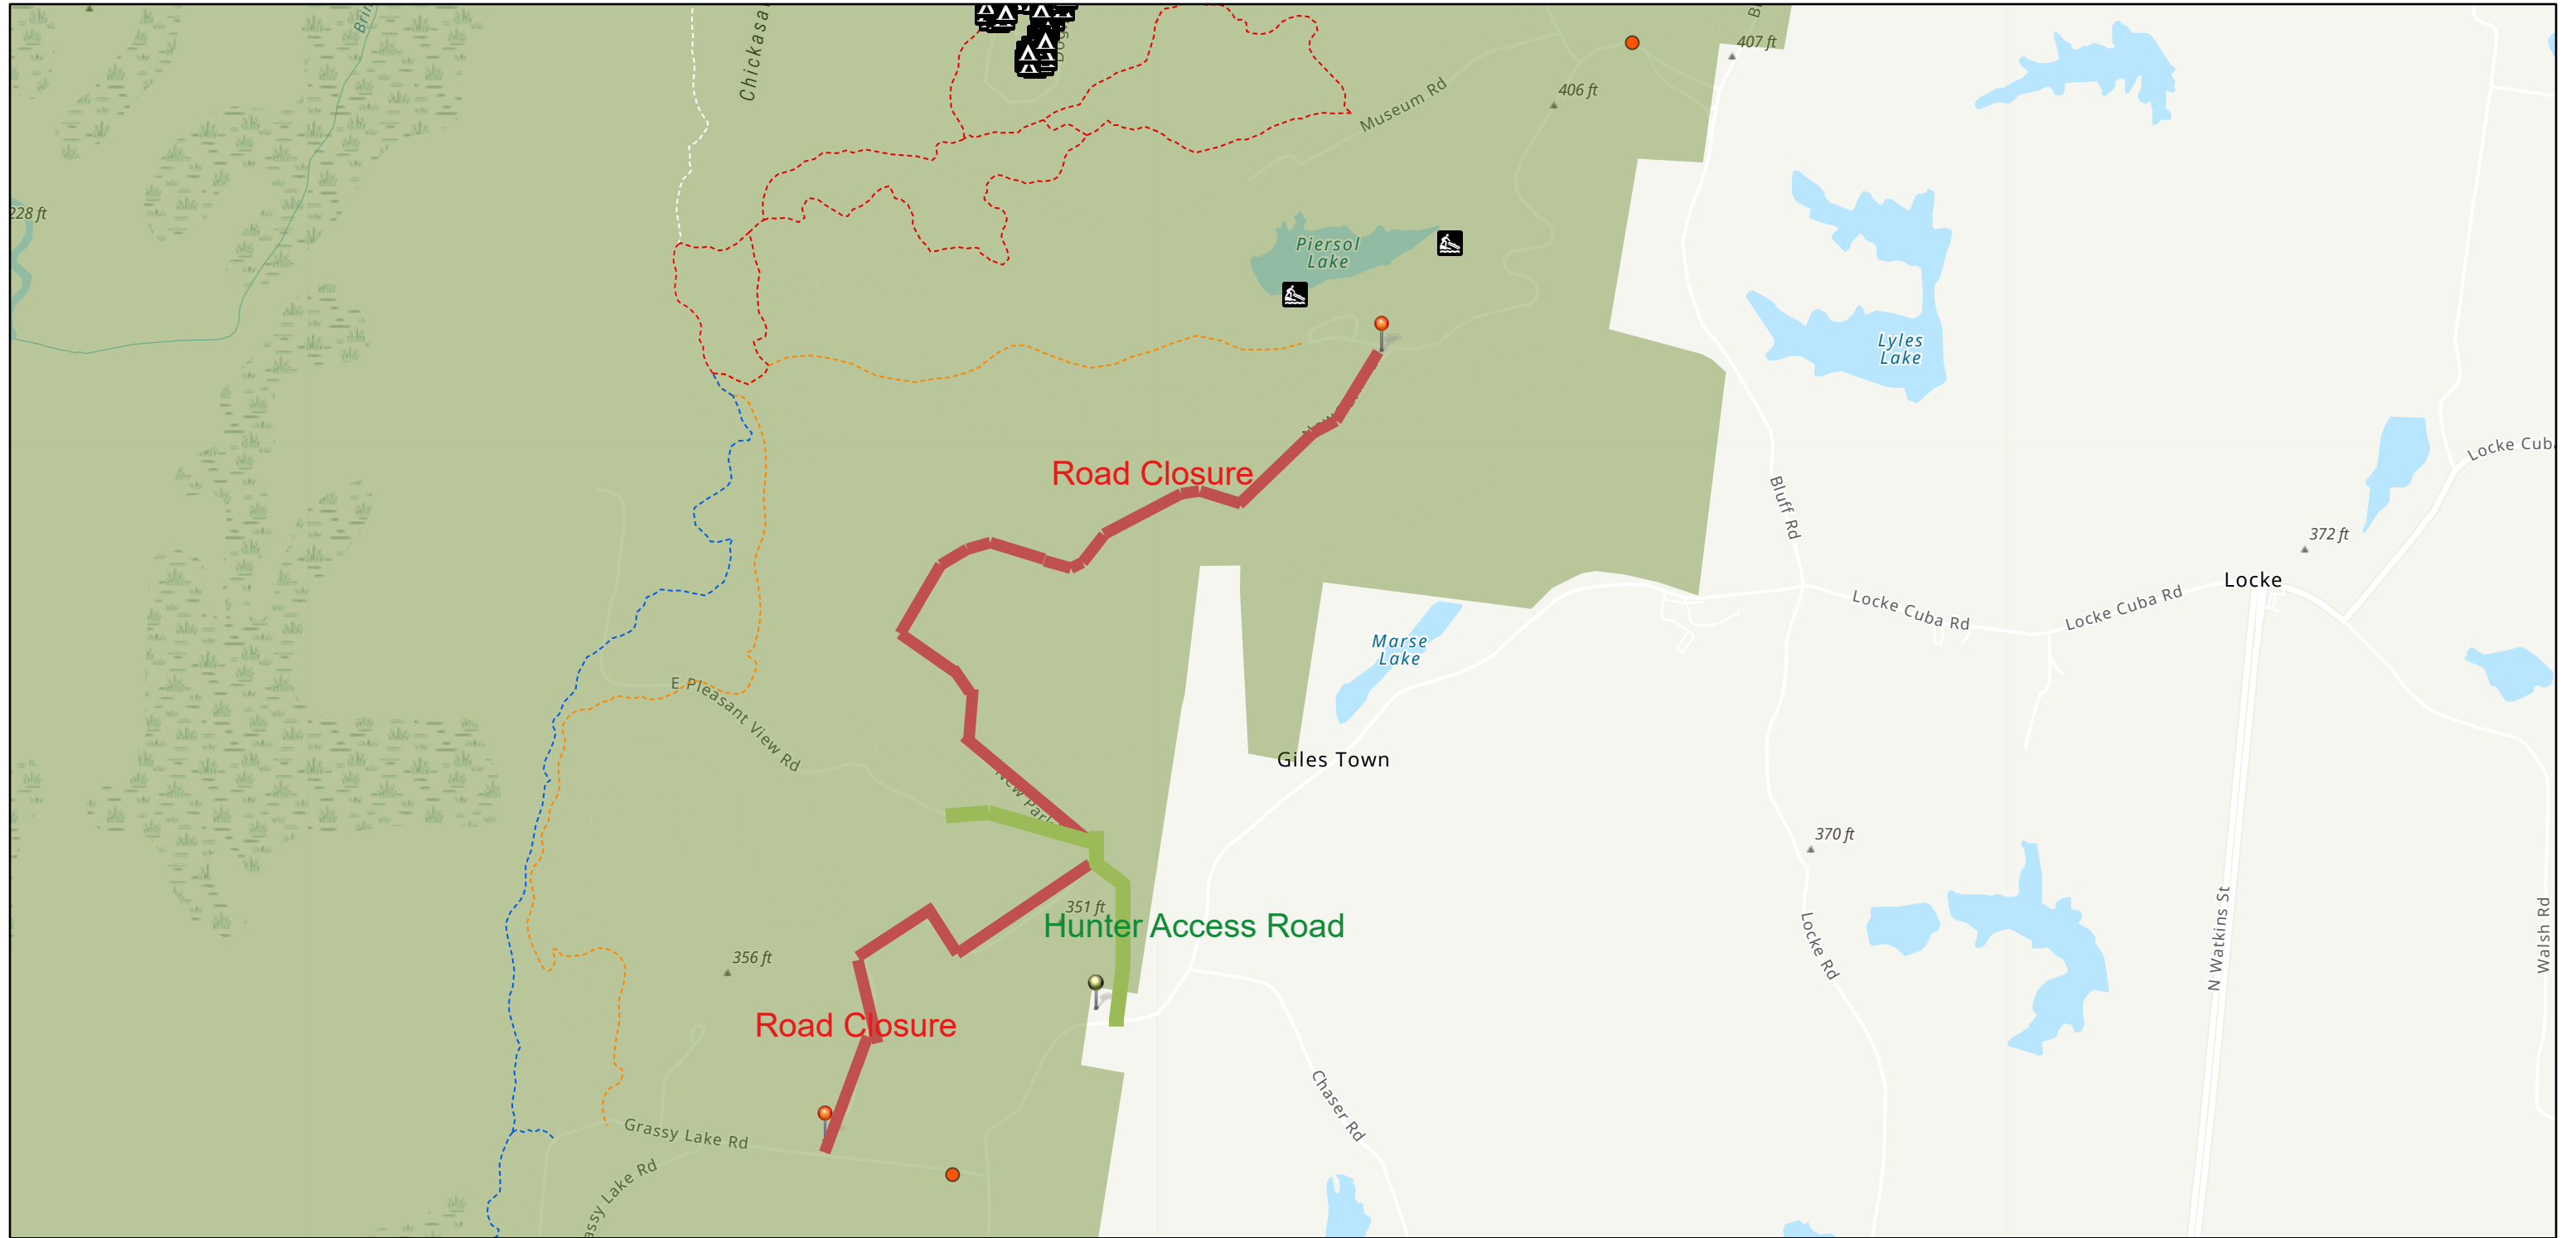 Chickasa
407 ft
406 ft
Museum Rd
228 ft
Piersol
Lake
Lyles
Lake
Road Closure
Bluff Rd
Locke Cub
372 ft
Locke
Locke Cuba Rd
Locke Cuba Rd
Marse
Lake
E Pleasant View Rd
Giles Town
New Park
370 ft
351 ft
Hunter Access Road
N Watkins St
Walsh Rd
Locke Rd
356 ft
Road Closure
Chaser Rd
Grassy Lake Rd
assy Lake Rd